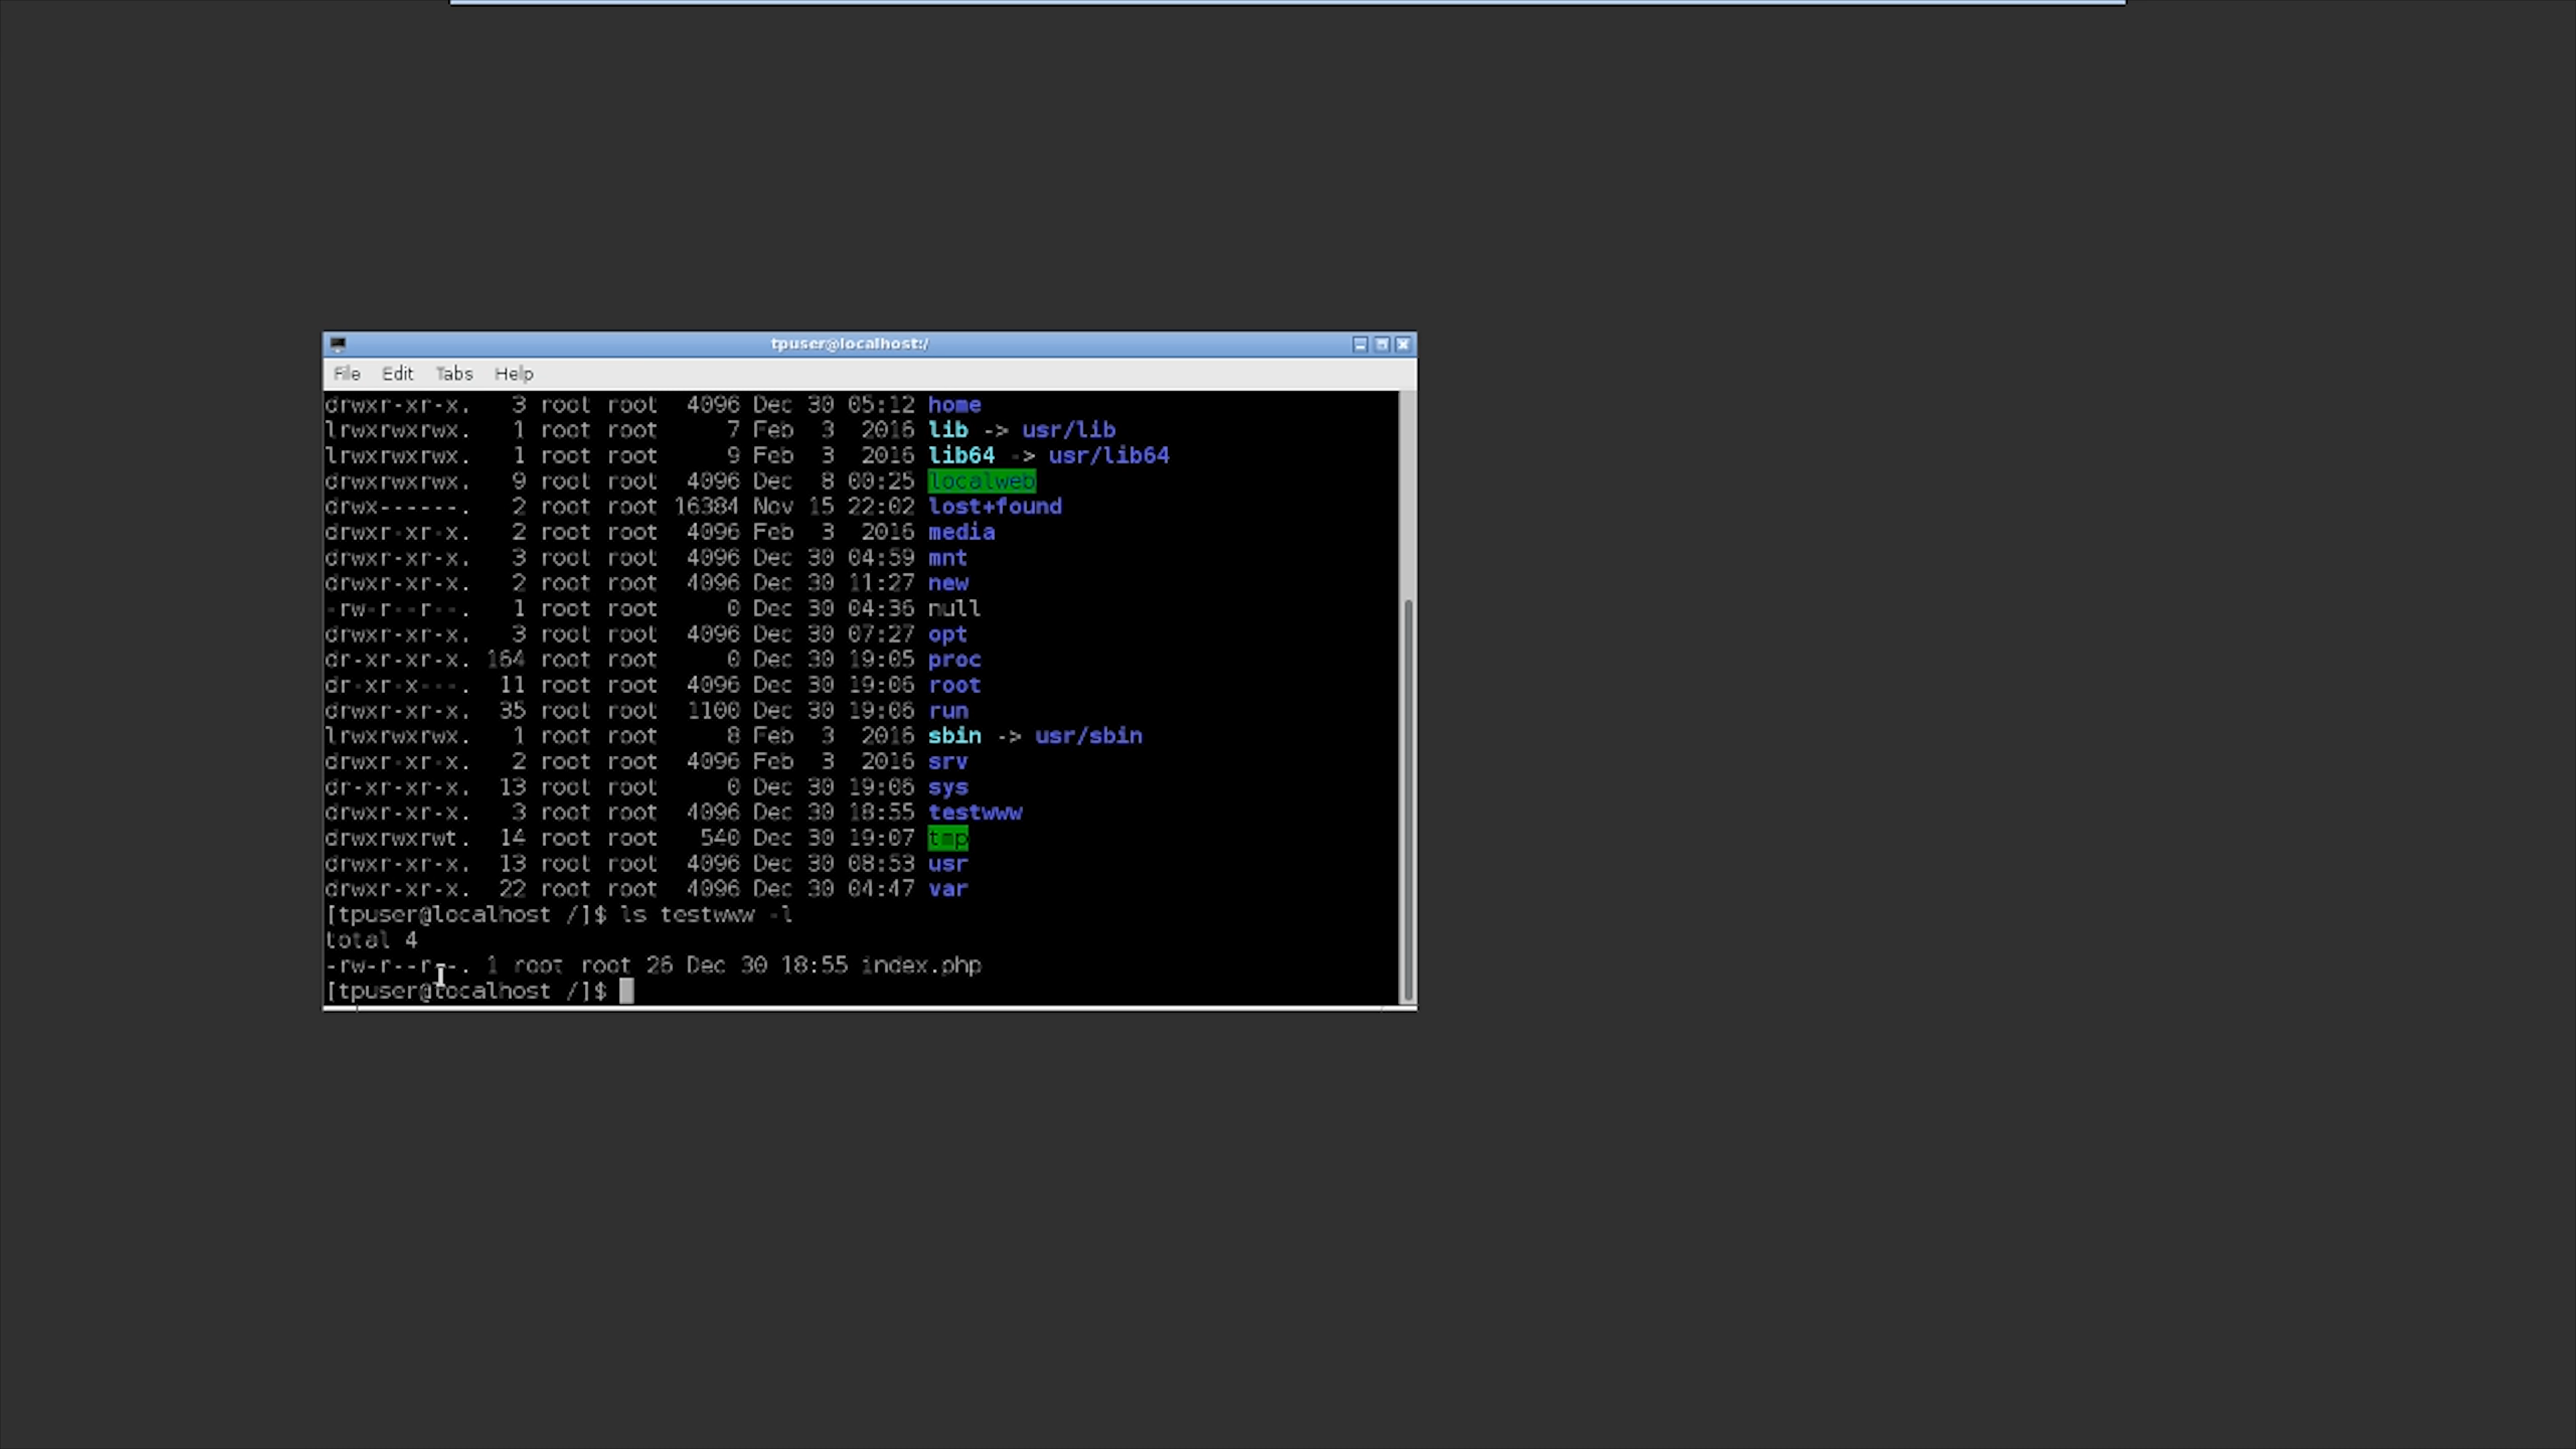 tpuser@localhost:/
File Edit Tabs Help
drwxr-xr-x.   3 root root  4096 Dec 30 05:12 home
lrwxrwxrwx.   1 root root     7 Feb  3  2016 lib -> usr/lib
lrwxrwxrwx.   1 root root     9 Feb  3  2016 lib64 -> usr/lib64
drwxrwxrwx.   9 root root  4096 Dec  8 00:25 localweb
drwx------.   2 root root 16384 Nov 15 22:02 lost+found
drwxr-xr-x.   2 root root  4096 Feb  3  2016 media
drwxr-xr-x.   3 root root  4096 Dec 30 04:59 mnt
drwxr-xr-x.   2 root root  4096 Dec 30 11:27 new
-rw-r--r--.   1 root root     0 Dec 30 04:36 null
drwxr-xr-x.   3 root root  4096 Dec 30 07:27 opt
dr-xr-xr-x. 164 root root     0 Dec 30 19:05 proc
dr-xr-x---.  11 root root  4096 Dec 30 19:06 root
drwxr-xr-x.  35 root root  1100 Dec 30 19:06 run
lrwxrwxrwx.   1 root root     8 Feb  3  2016 sbin -> usr/sbin
drwxr-xr-x.   2 root root  4096 Feb  3  2016 srv
dr-xr-xr-x.  13 root root     0 Dec 30 19:06 sys
drwxr-xr-x.   3 root root  4096 Dec 30 18:55 testwww
drwxrwxrwt.  14 root root   540 Dec 30 19:07 tmp
drwxr-xr-x.  13 root root  4096 Dec 30 08:53 usr
drwxr-xr-x.  22 root root  4096 Dec 30 04:47 var
[tpuser@localhost /]$ ls testwww -l
total 4
-rw-r--r--. 1 root root 26 Dec 30 18:55 index.php
[tpuser@localhost /]$